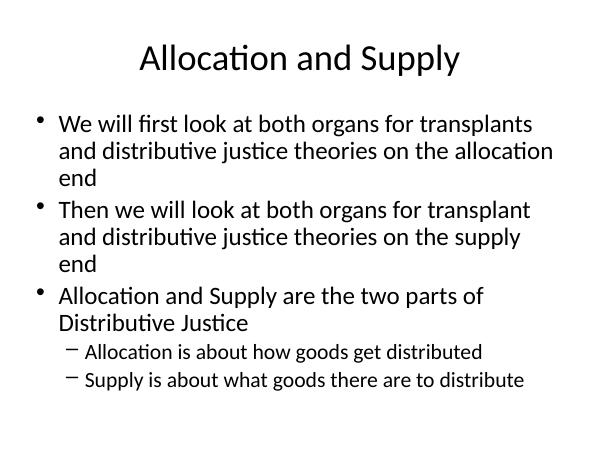 Allocation and Supply
• We will first look at both organs for transplants
and distributive justice theories on the allocation
end
• Then we will look at both organs for transplant
and distributive justice theories on the supply
end
• Allocation and Supply are the two parts of
Distributive Justice
– Allocation is about how goods get distributed
– Supply is about what goods there are to distribute